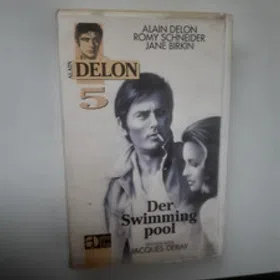 ALAIN DELON
ROMY SCHNEIDER
JANE BIRKIN
ALAIN
DELON
5
Der
Swimming
pool
JACQUES DERAY